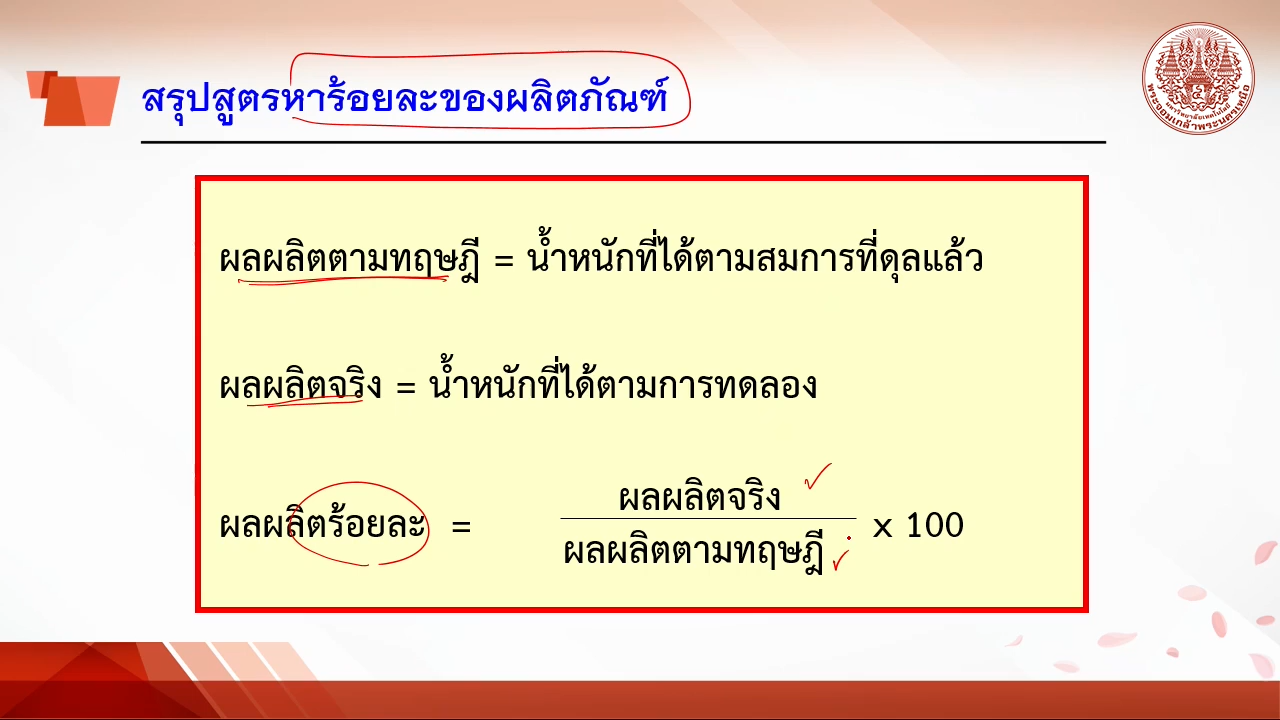 สรุปสูตรหาร้อยละของผลิตภัณฑ์
ผลผลิตตามทฤษฎี = น้ำหนักที่ได้ตามสมการที่ดุลแล้ว
ผลผลิตจริง = น้ำหนักที่ได้ตามการทดลอง
ผลผลิตจริง
ผลผลิตร้อยละ = x 100
ผลผลิตตามทฤษฎี